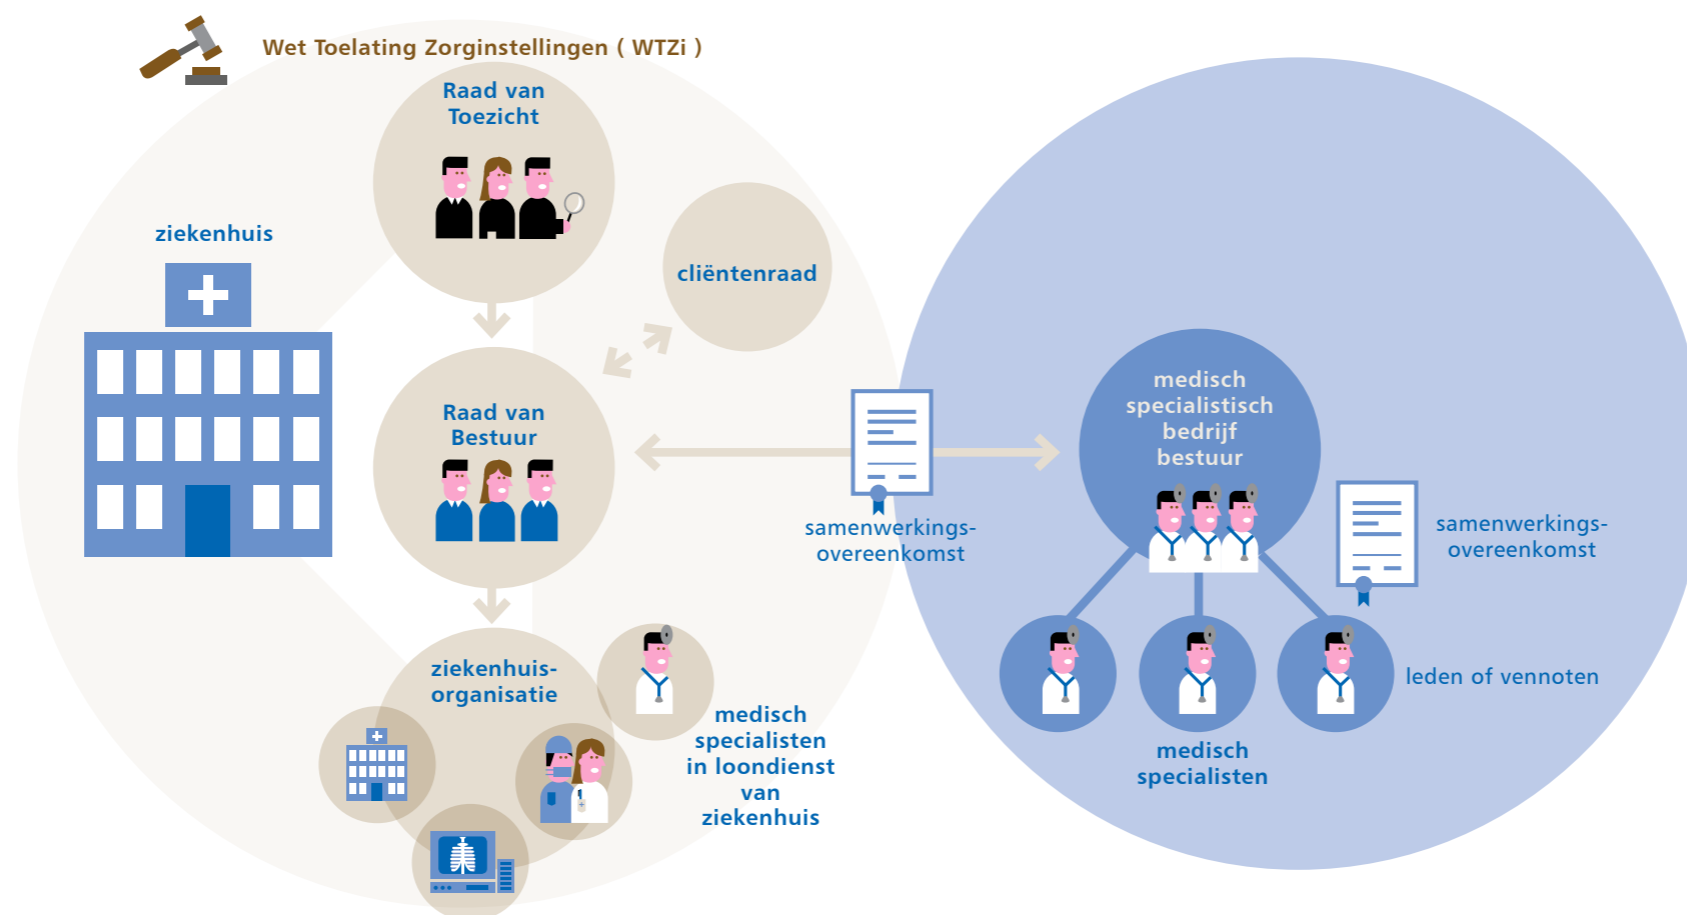 Wet Toelating Zorginstellingen ( WTZi )
Raad van
Toezicht
ziekenhuis
cliëntenraad
Raad van
Bestuur
samenwerkings-
overeenkomst
medisch
specialistisch
bedrijf
bestuur
samenwerkings-
overeenkomst
ziekenhuis-
organisatie
medisch
specialisten
in loondienst
van
ziekenhuis
leden of vennoten
medisch
specialisten